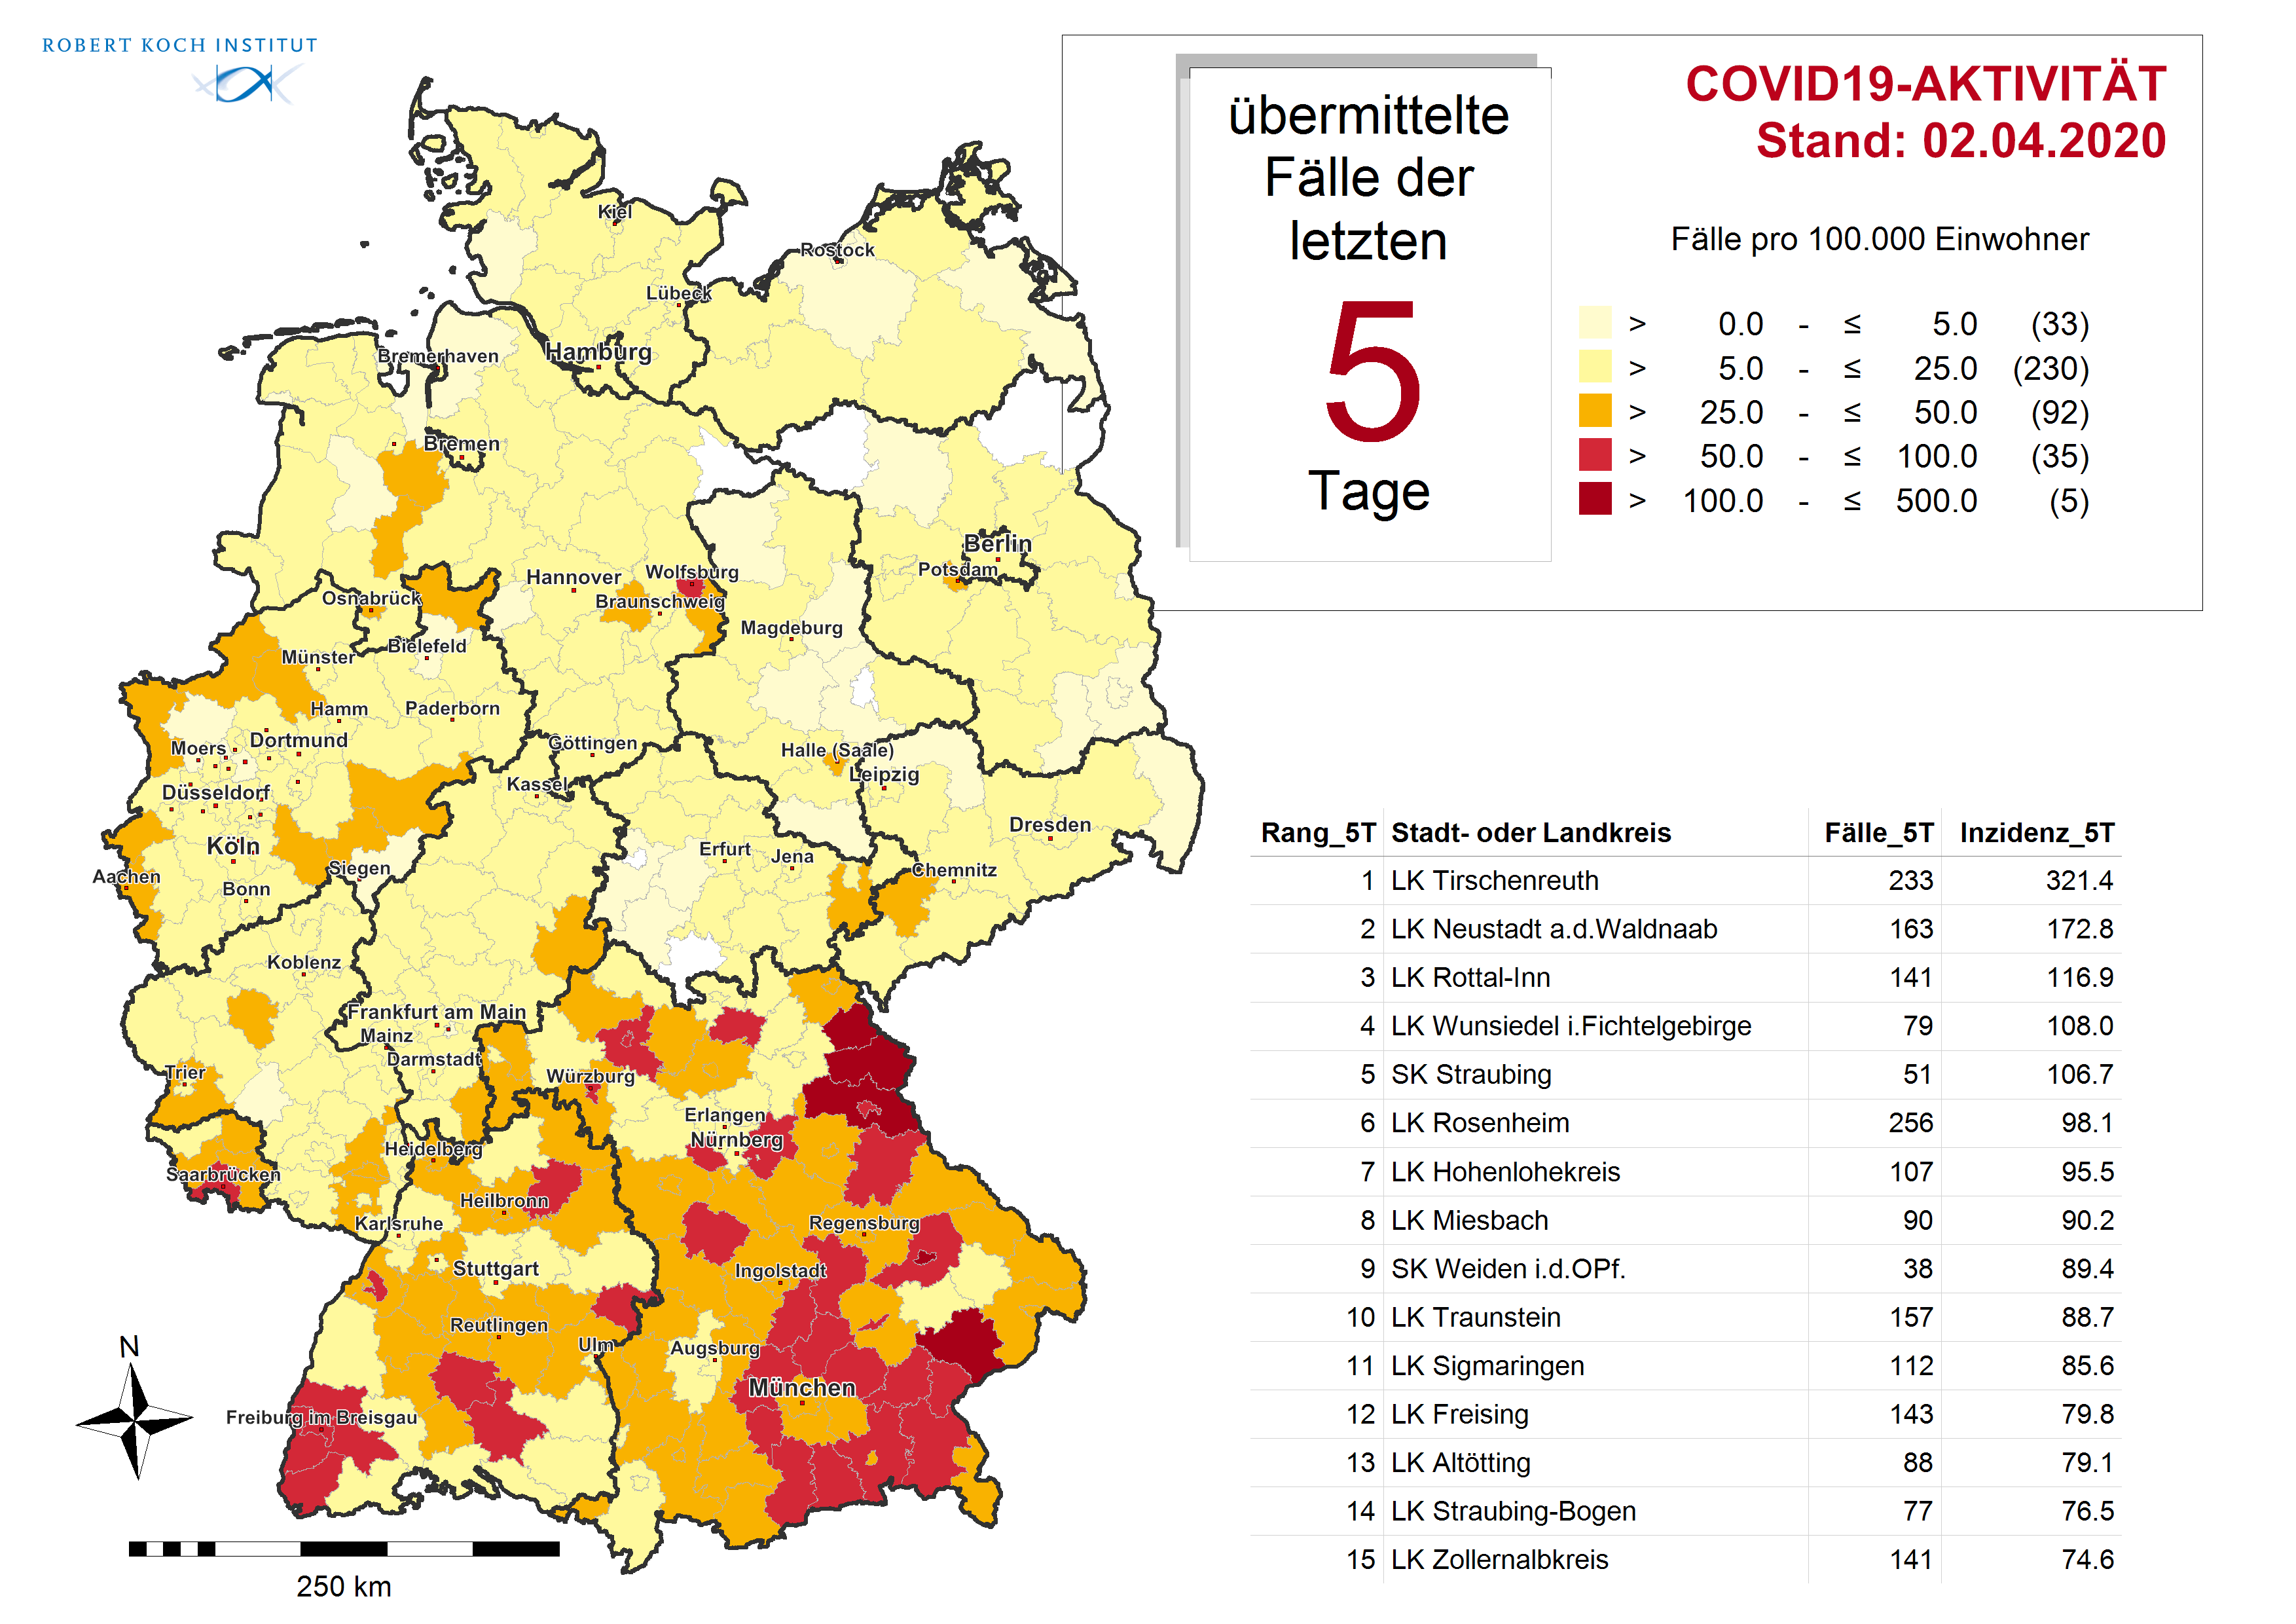 ROBERT KOCH INSTITUT
übermittelte
Fälle der
letzten
5
Tage
COVID19-AKTIVITÄT
Stand: 02.04.2020
Fälle pro 100.000 Einwohner
> 0.0 - ≤ 5.0 (33)
> 5.0 - ≤ 25.0 (230)
> 25.0 - ≤ 50.0 (92)
> 50.0 - ≤ 100.0 (35)
> 100.0 - ≤ 500.0 (5)
Kiel
Rostock
Lübeck
Hamburg
Bremerhaven
Bremen
Berlin
Potsdam
Wolfsburg
Hannover
Braunschweig
Osnabrück
Magdeburg
Bielefeld
Münster
Hamm
Paderborn
Moers
Dortmund
Göttingen
Halle (Saale)
Leipzig
Kassel
Düsseldorf
Dresden
Köln
Erfurt
Jena
Siegen
Chemnitz
Aachen
Bonn
Koblenz
Frankfurt am Main
Mainz
Darmstadt
Trier
Würzburg
Erlangen
Nürnberg
Heidelberg
Saarbrücken
Heilbronn
Karlsruhe
Regensburg
Stuttgart
Ingolstadt
Reutlingen
Ulm
Augsburg
München
Freiburg im Breisgau
N
250 km
Rang_5T Stadt- oder Landkreis Fälle_5T Inzidenz_5T
1 LK Tirschenreuth 233 321.4
2 LK Neustadt a.d.Waldnaab 163 172.8
3 LK Rottal-Inn 141 116.9
4 LK Wunsiedel i.Fichtelgebirge 79 108.0
5 SK Straubing 51 106.7
6 LK Rosenheim 256 98.1
7 LK Hohenlohekreis 107 95.5
8 LK Miesbach 90 90.2
9 SK Weiden i.d.OPf. 38 89.4
10 LK Traunstein 157 88.7
11 LK Sigmaringen 112 85.6
12 LK Freising 143 79.8
13 LK Altötting 88 79.1
14 LK Straubing-Bogen 77 76.5
15 LK Zollernalbkreis 141 74.6